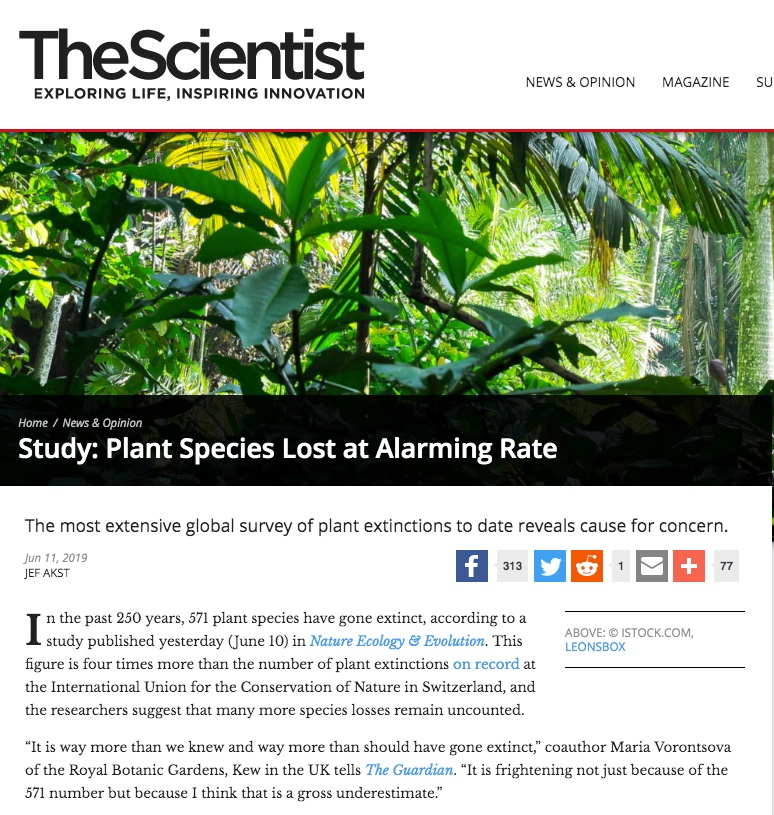 TheScientist
EXPLORING LIFE, INSPIRING INNOVATION
NEWS & OPINION MAGAZINE SU
Home / News & Opinion
Study: Plant Species Lost at Alarming Rate
The most extensive global survey of plant extinctions to date reveals cause for concern.
Jun 11, 2019
JEF AKST
f 313 1 + 77
In the past 250 years, 571 plant species have gone extinct, according to a
study published yesterday (June 10) in Nature Ecology & Evolution. This
figure is four times more than the number of plant extinctions on record at
the International Union for the Conservation of Nature in Switzerland, and
the researchers suggest that many more species losses remain uncounted.
ABOVE: © ISTOCK.COM,
LEONSBOX
“It is way more than we knew and way more than should have gone extinct,” coauthor Maria Vorontsova
of the Royal Botanic Gardens, Kew in the UK tells The Guardian. “It is frightening not just because of the
571 number but because I think that is a gross underestimate.”